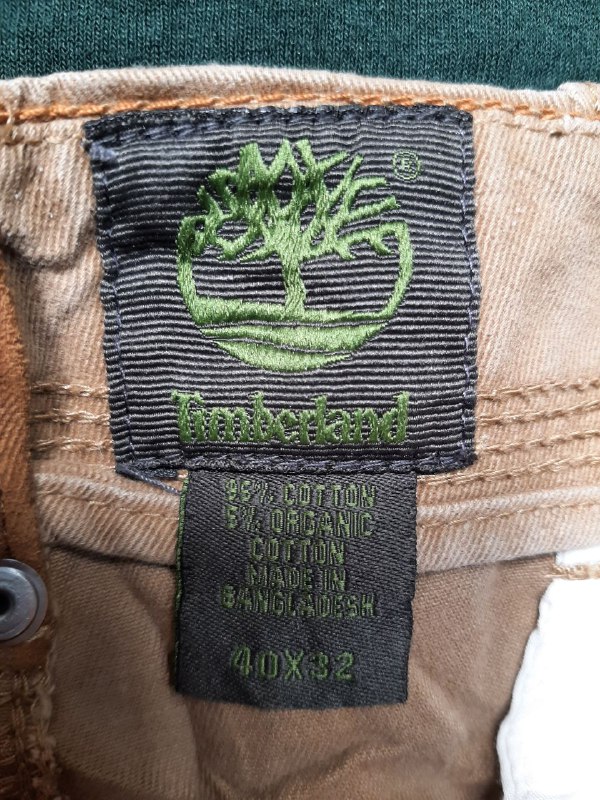 ®
Timberland
95% COTTON
5% ORGANIC
COTTON
MADE IN
BANGLADESH
40X32